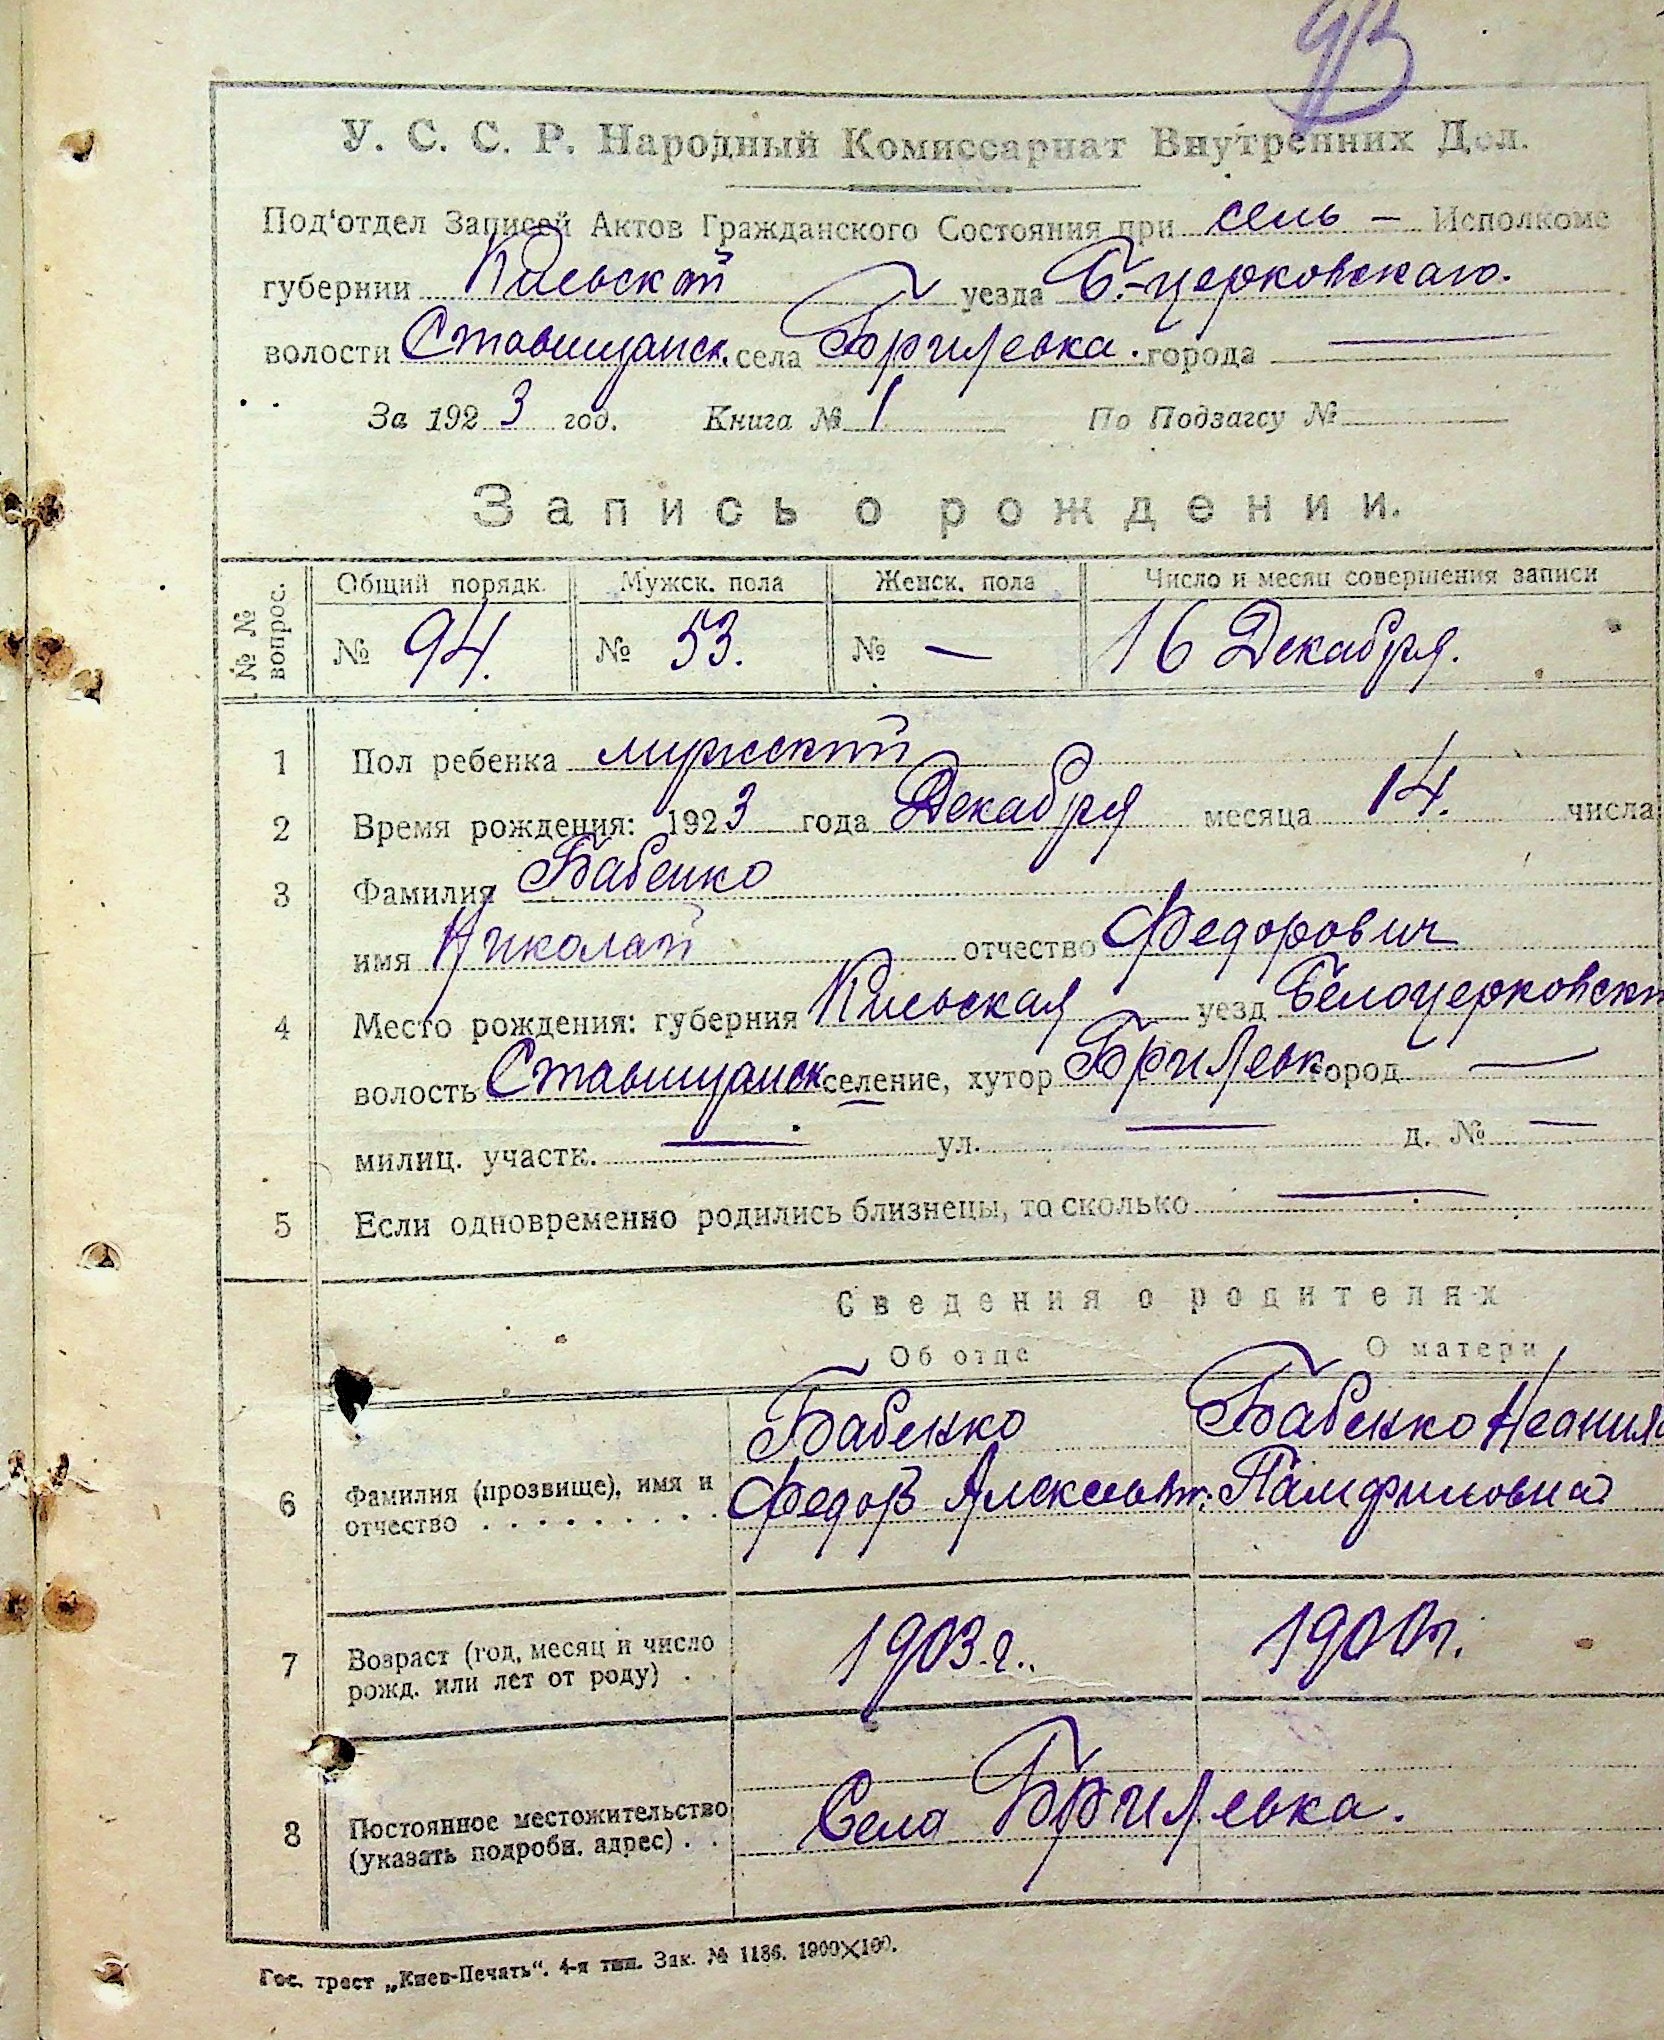 93
У. С. С. Р. Народный Комиссариат Внутренних Дел.
Под'отдел Записей Актов Гражданского Состояния при сель – Исполкоме
губернии Киевской уезда Б.-церковскаго.
волости Ставищанск. села Бриловка. города —
За 1923 год. Книга № 1 По Подзагсу №
Запись о рождении.
№№ вопрос. Общий порядк. Мужск. пола Женск. пола Число и месяц совершения записи
№ 94. № 53. № — 16 Декабря.
1 Пол ребенка мужской
2 Время рождения: 1923 года Декабря месяца 14. числа
3 Фамилия Бабенко
имя Николай отчество Федорович
4 Место рождения: губерния Киевская уезд Белоцерковск
волость Ставищанск селение, хутор город —
милиц. участк. — ул. — д. № —
5 Если одновременно родились близнецы, то сколько —
Сведения о родителях
Об отце О матери
Бабенко Бабенко
6 Фамилия (прозвище), имя и Федор Памфиловна
отчество
7 Возраст (год, месяц и число 1903 г. 1900 г.
рожд. или лет от роду)
8 Постоянное местожительство Села
(указать подробн. адрес)
Гос. трест „Киев-Печать". 4-я тип. Зак. № 1136. 1900×100.